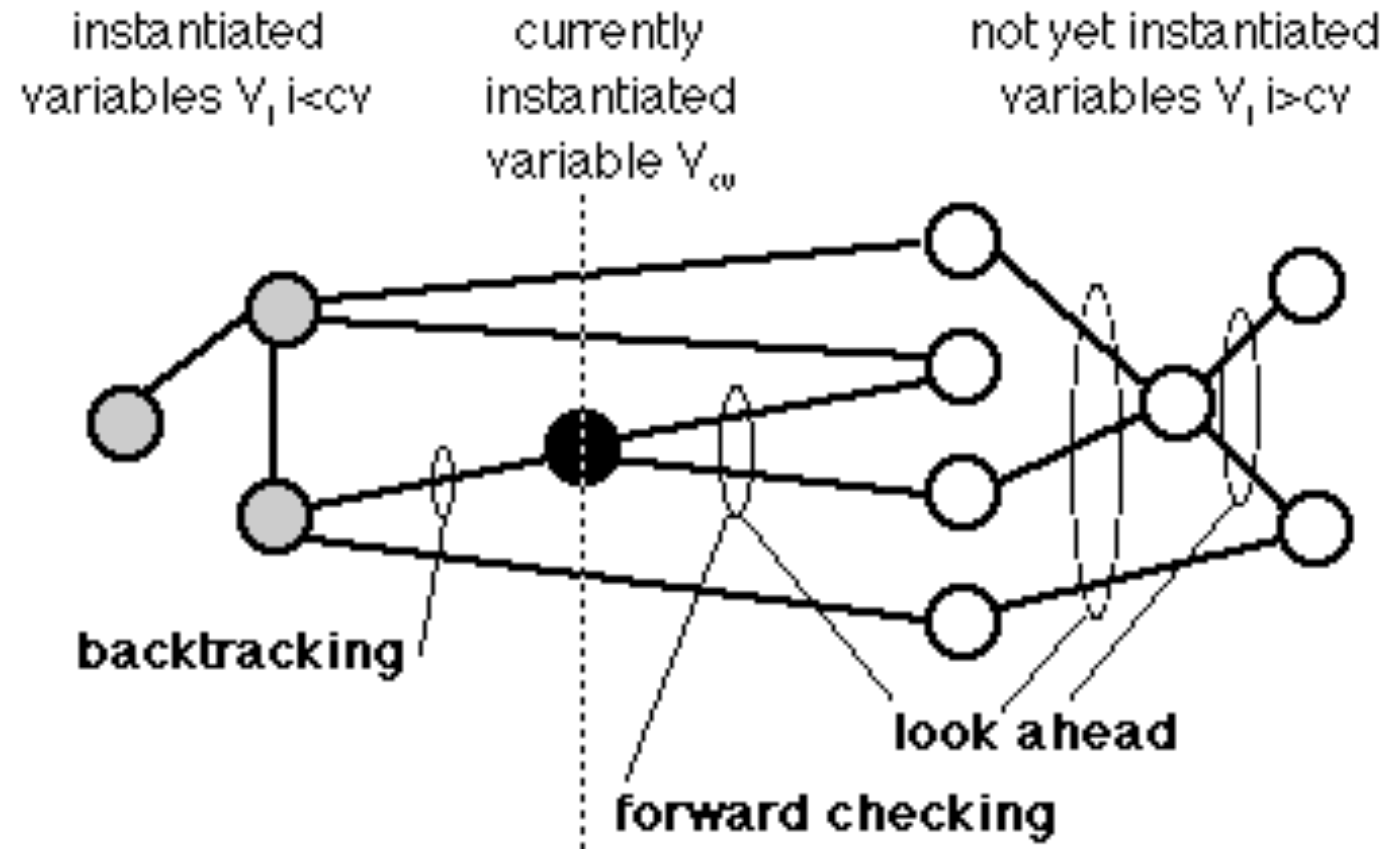 instantiated
variables V_i i<cv
currently
instantiated
variable V_cv
not yet instantiated
variables V_i i>cv
backtracking
look ahead
forward checking